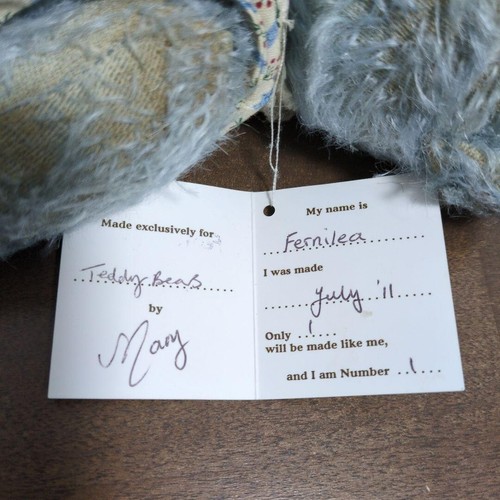 Made exclusively for
Teddy Bears
by
Mary
My name is
Fernilea
I was made
July '11
Only 1
will be made like me,
and I am Number 1